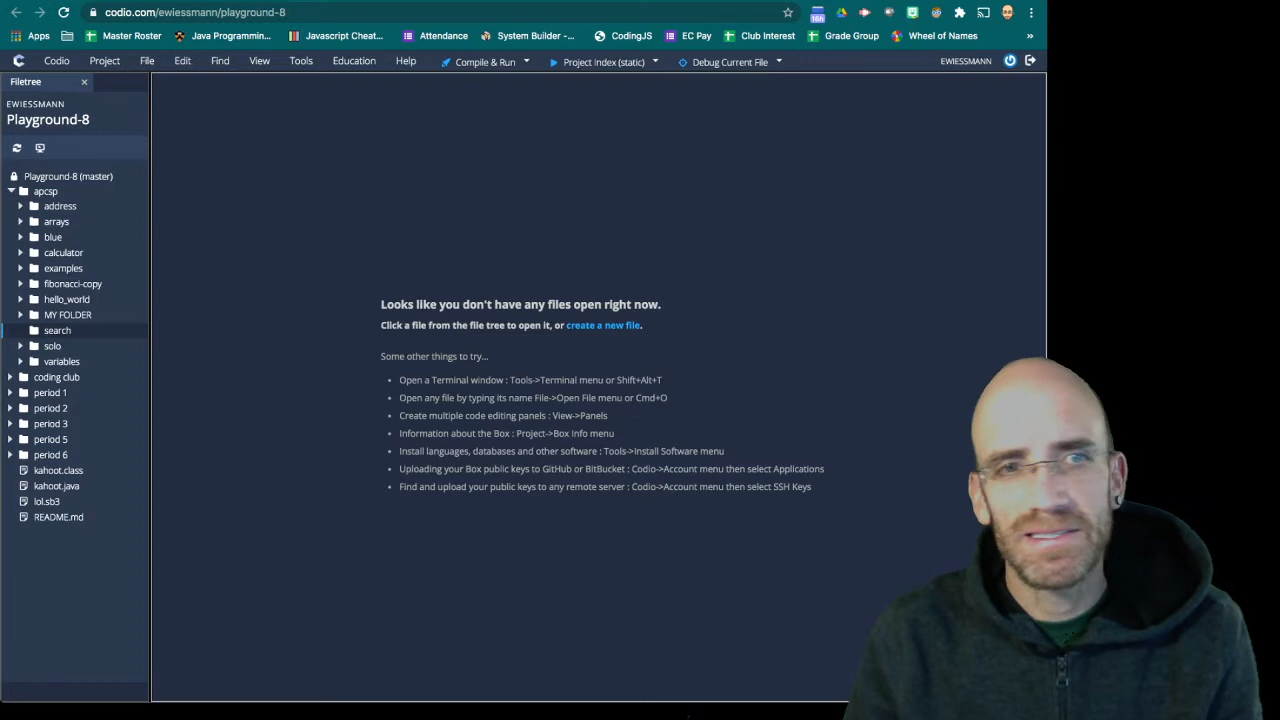 codio.com/ewiessmann/playground-8
16h
Apps Master Roster Java Programmin... Javascript Cheat... Attendance System Builder -... CodingJS EC Pay Club Interest Grade Group Wheel of Names »
Codio Project File Edit Find View Tools Education Help Compile & Run Project Index (static) Debug Current File EWIESSMANN
Filetree
EWIESSMANN
Playground-8
Playground-8 (master)
apcsp
address
arrays
blue
calculator
examples
fibonacci-copy
hello_world
MY FOLDER
search
solo
variables
coding club
period 1
period 2
period 3
period 5
period 6
kahoot.class
kahoot.java
lol.sb3
README.md
Looks like you don't have any files open right now.
Click a file from the file tree to open it, or create a new file.
Some other things to try...
• Open a Terminal window : Tools->Terminal menu or Shift+Alt+T
• Open any file by typing its name File->Open File menu or Cmd+O
• Create multiple code editing panels : View->Panels
• Information about the Box : Project->Box Info menu
• Install languages, databases and other software : Tools->Install Software menu
• Uploading your Box public keys to GitHub or BitBucket : Codio->Account menu then select Applications
• Find and upload your public keys to any remote server : Codio->Account menu then select SSH Keys